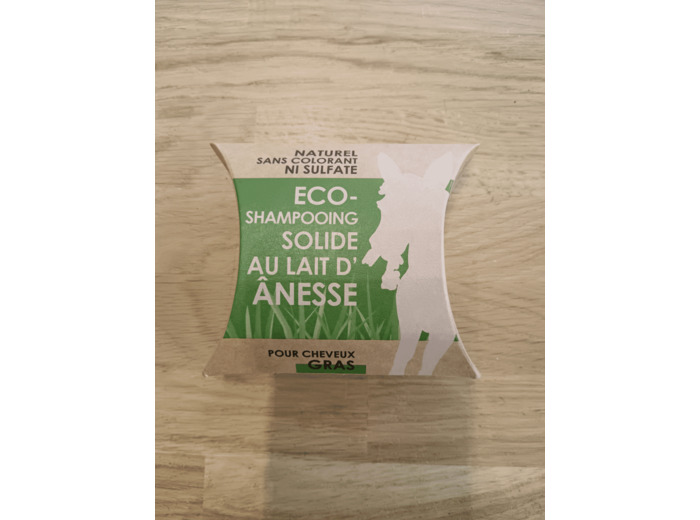 NATUREL
SANS COLORANT
NI SULFATE
ECO-
SHAMPOOING
SOLIDE
AU LAIT D'
ÂNESSE
POUR CHEVEUX
GRAS